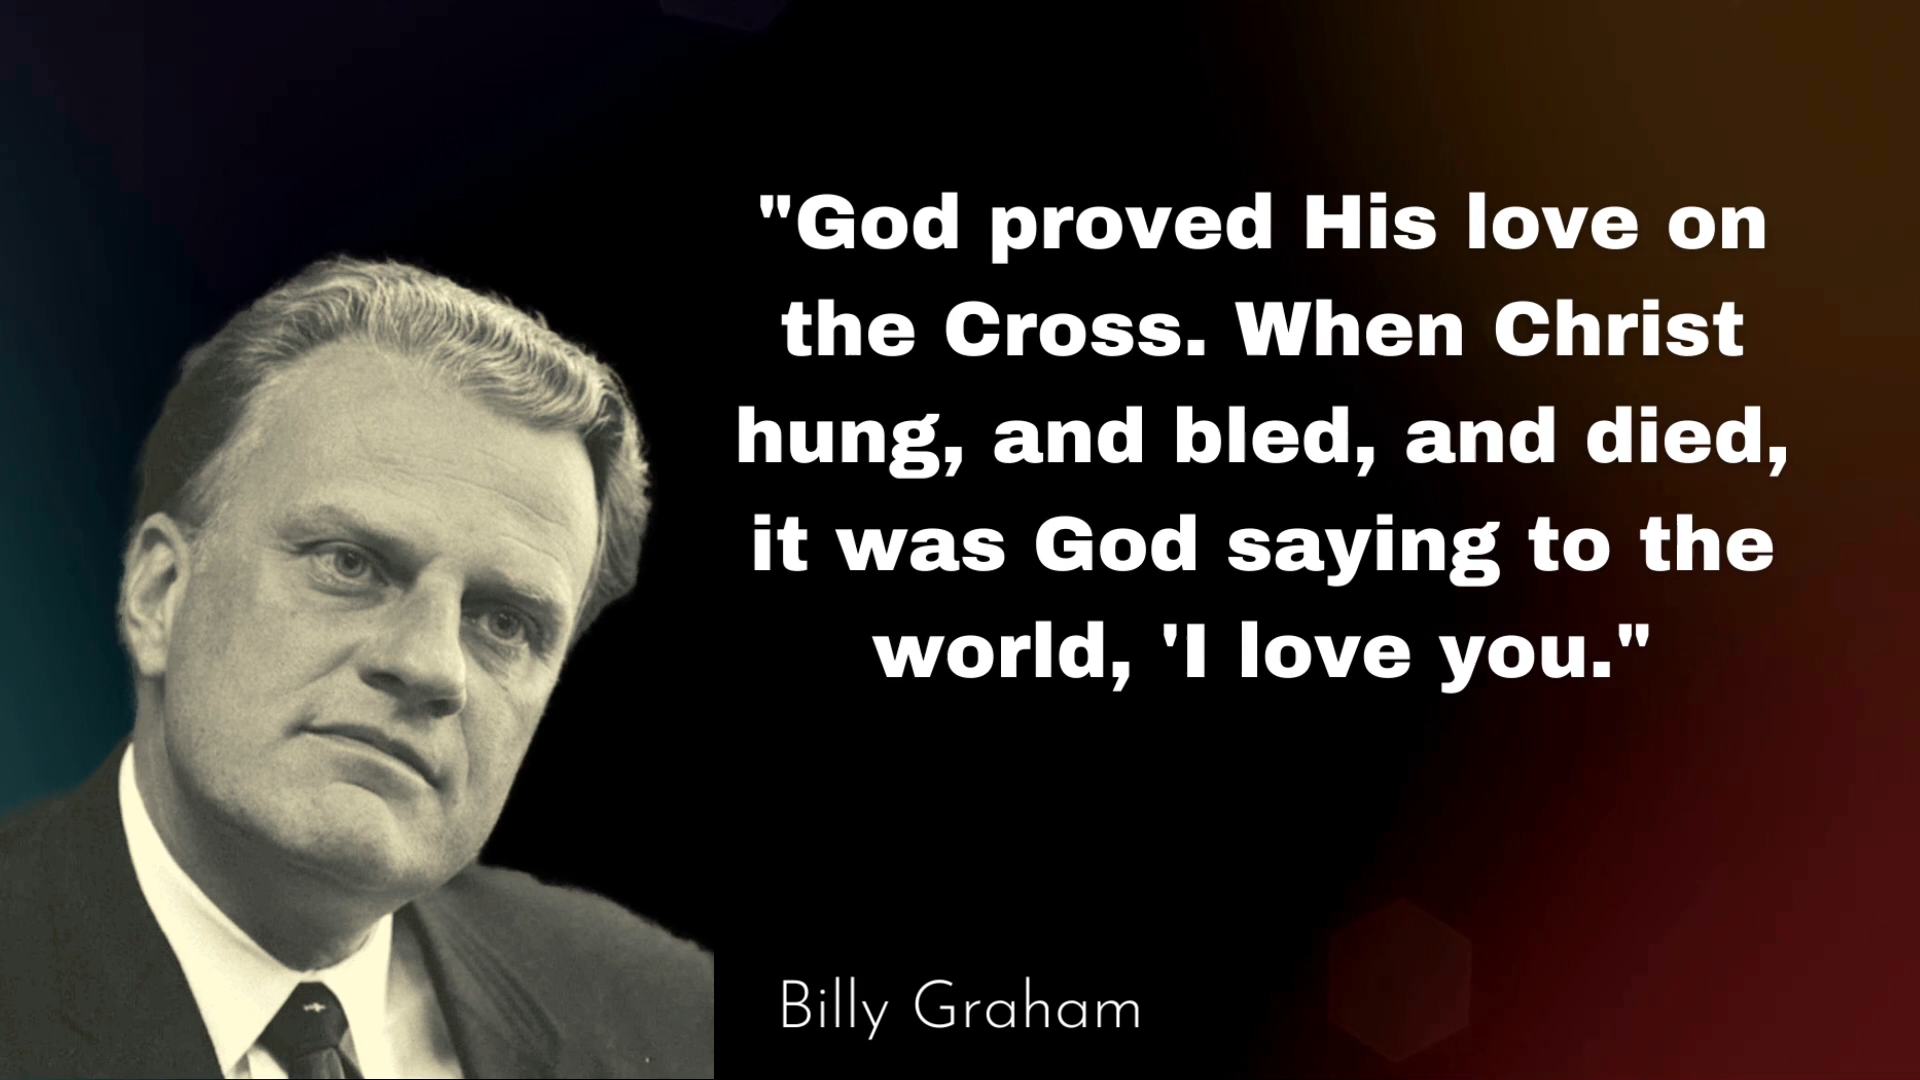 "God proved His love on
the Cross. When Christ
hung, and bled, and died,
it was God saying to the
world, 'I love you."
Billy Graham